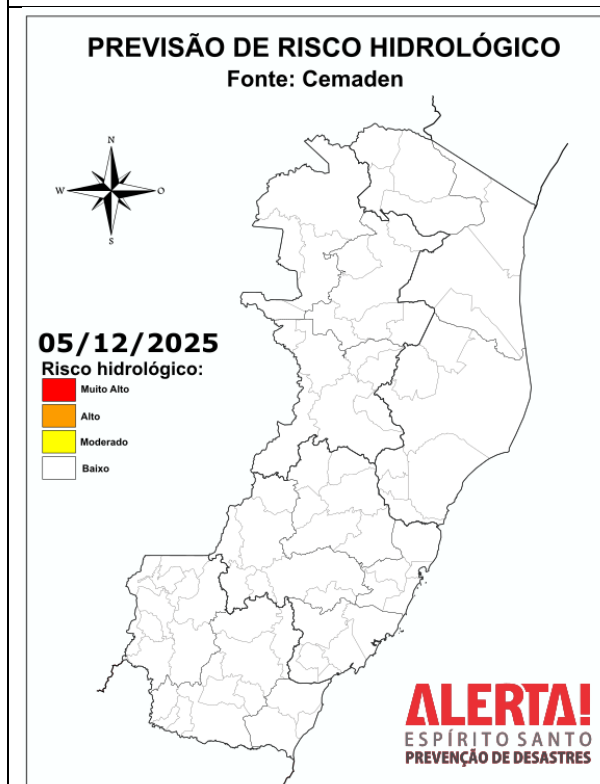 PREVISÃO DE RISCO HIDROLÓGICO
Fonte: Cemaden
N
W O
S
05/12/2025
Risco hidrológico:
Muito Alto
Alto
Moderado
Baixo
ALERTA!
ESPÍRITO SANTO
PREVENÇÃO DE DESASTRES